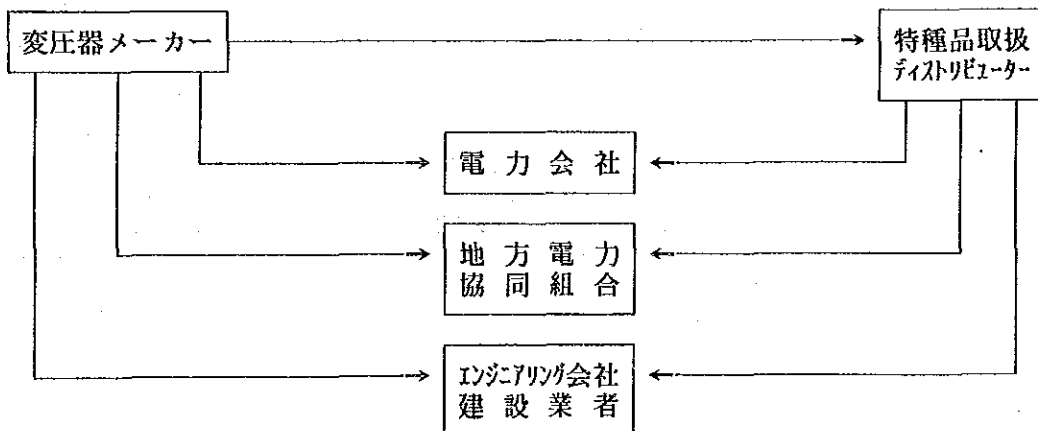 変圧器メーカー
特種品取扱
ディストリビューター
電力会社
地方電力
協同組合
エンジニアリング会社
建設業者